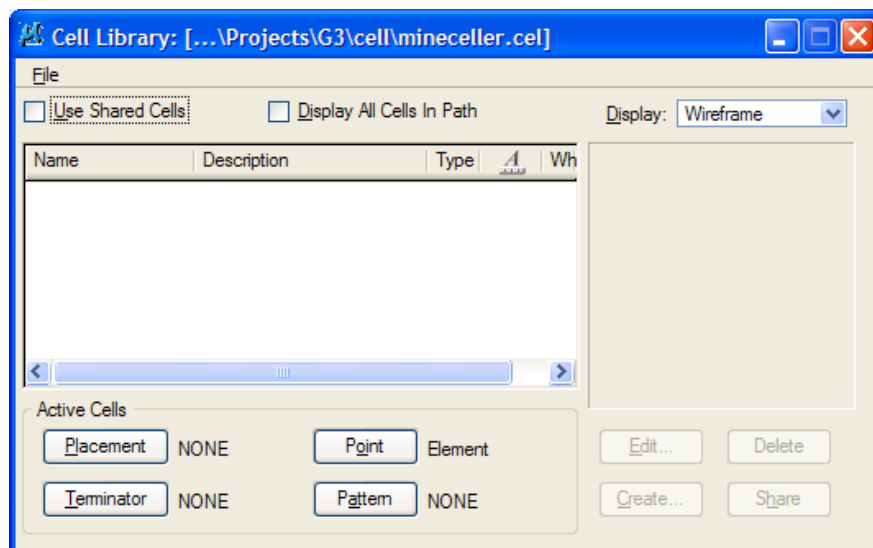 Cell Library: [...\Projects\G3\cell\mineceller.cel]
File
Use Shared Cells Display All Cells In Path Display: Wireframe
Name Description Type A Wh
Active Cells
Placement NONE Point Element Edit... Delete
Terminator NONE Pattern NONE Create... Share